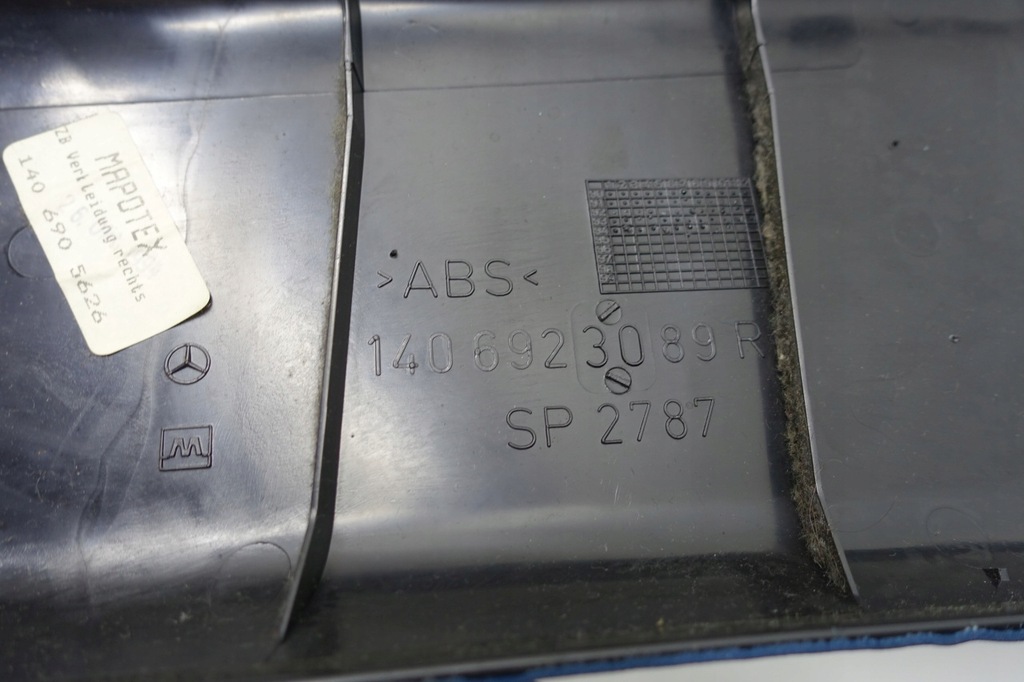 MAPOTEX
ZB Verkleidung rechts
140 690 5626
>ABS<
140 692 30 89 R
SP 2787